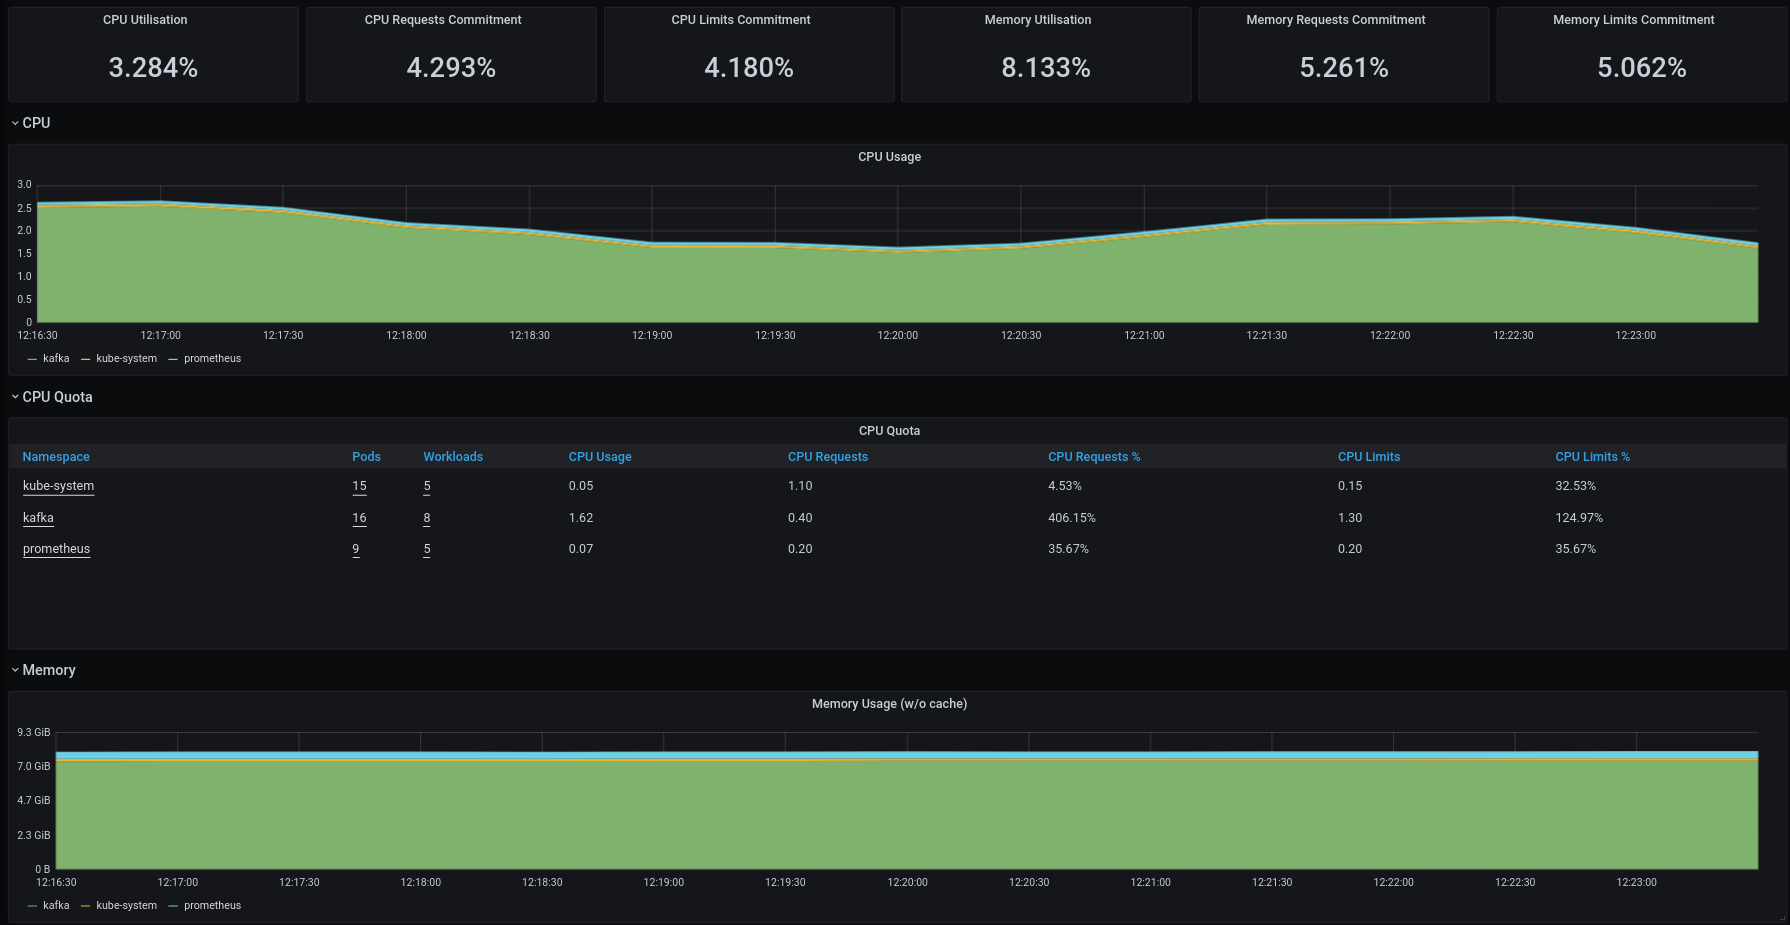 CPU Utilisation CPU Requests Commitment CPU Limits Commitment Memory Utilisation Memory Requests Commitment Memory Limits Commitment
3.284% 4.293% 4.180% 8.133% 5.261% 5.062%
CPU
CPU Usage
3.0
2.5
2.0
1.5
1.0
0.5
0
12:16:30 12:17:00 12:17:30 12:18:00 12:18:30 12:19:00 12:19:30 12:20:00 12:20:30 12:21:00 12:21:30 12:22:00 12:22:30 12:23:00
kafka kube-system prometheus
CPU Quota
CPU Quota
Namespace Pods Workloads CPU Usage CPU Requests CPU Requests % CPU Limits CPU Limits %
kube-system 15 5 0.05 1.10 4.53% 0.15 32.53%
kafka 16 8 1.62 0.40 406.15% 1.30 124.97%
prometheus 9 5 0.07 0.20 35.67% 0.20 35.67%
Memory
Memory Usage (w/o cache)
9.3 GiB
7.0 GiB
4.7 GiB
2.3 GiB
0 B
12:16:30 12:17:00 12:17:30 12:18:00 12:18:30 12:19:00 12:19:30 12:20:00 12:20:30 12:21:00 12:21:30 12:22:00 12:22:30 12:23:00
kafka kube-system prometheus